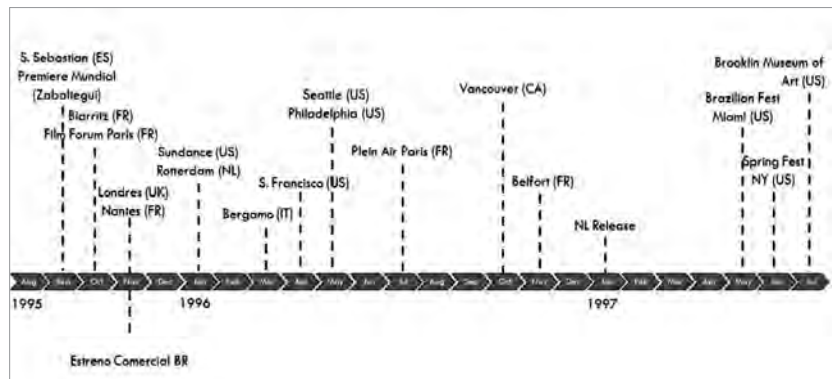 S. Sebastian (ES)
Premiere Mundial
(Zabaltegui)
Biarritz (FR)
Film Forum Paris (FR)
Londres (UK)
Nantes (FR)
Sundance (US)
Rotterdam (NL)
Bergamo (IT)
S. Francisco (US)
Seattle (US)
Philadelphia (US)
Plein Air Paris (FR)
Vancouver (CA)
Belfort (FR)
NL Release
Brazilian Fest
Miami (US)
Spring Fest
NY (US)
Brooklin Museum of
Art (US)
Aug Sep Oct Nov Dec Jan Feb Mar Apr May Jun Jul Aug Sep Oct Nov Dec Jan Feb Mar Apr May Jun Jul
1995 1996 1997
Estreno Comercial BR